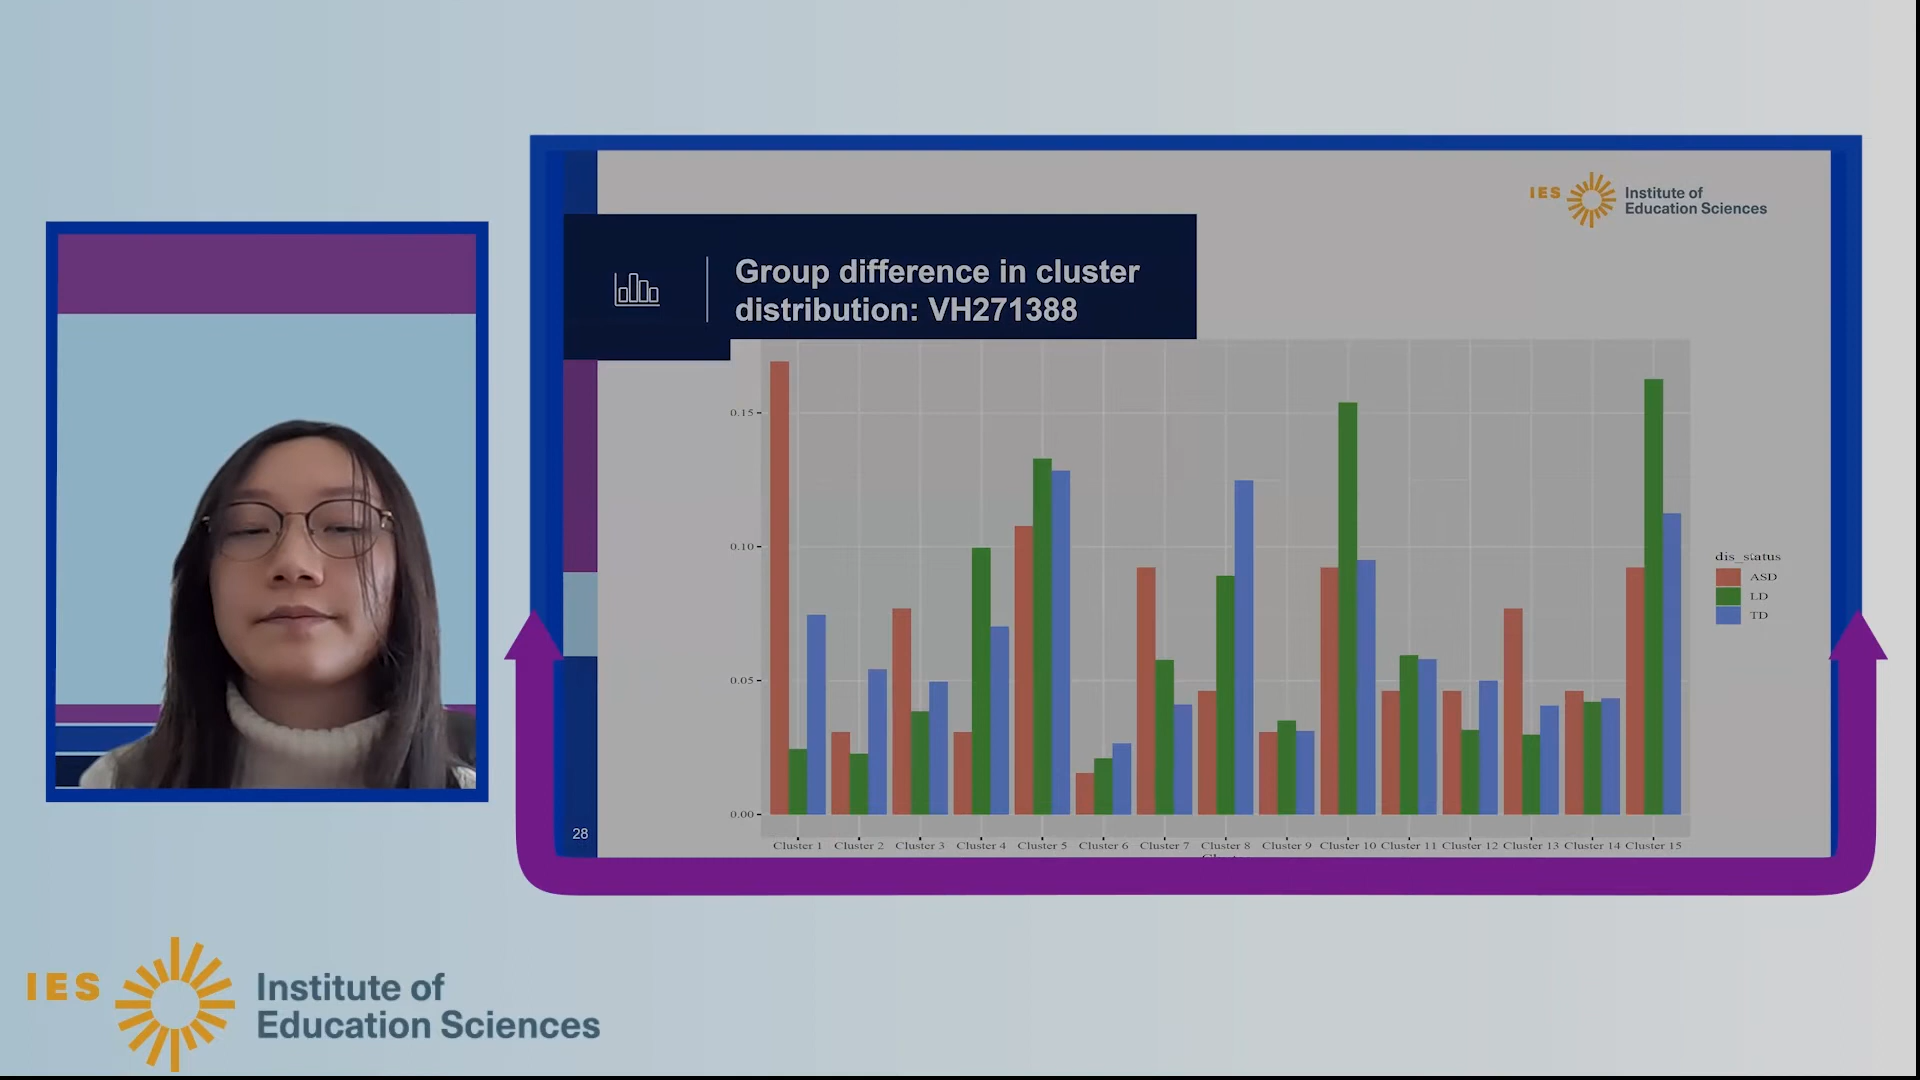 IES
Institute of
Education Sciences
Group difference in cluster
distribution: VH271388
0.15
0.10
0.05
0.00
Cluster 1 Cluster 2 Cluster 3 Cluster 4 Cluster 5 Cluster 6 Cluster 7 Cluster 8 Cluster 9 Cluster 10 Cluster 11 Cluster 12 Cluster 13 Cluster 14 Cluster 15
dis_status
ASD
LD
TD
28
IES
Institute of
Education Sciences